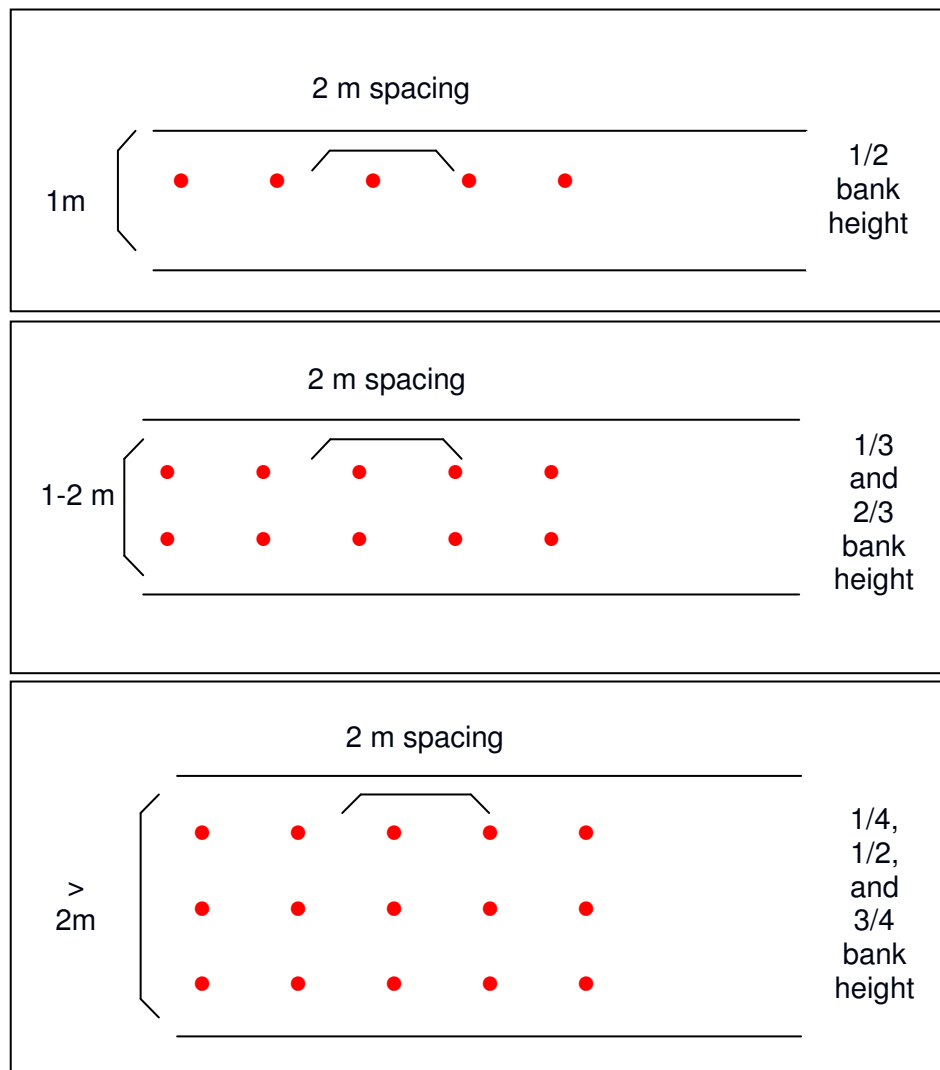 2 m spacing
1m
1/2
bank
height
2 m spacing
1-2 m
1/3
and
2/3
bank
height
2 m spacing
>
2m
1/4,
1/2,
and
3/4
bank
height